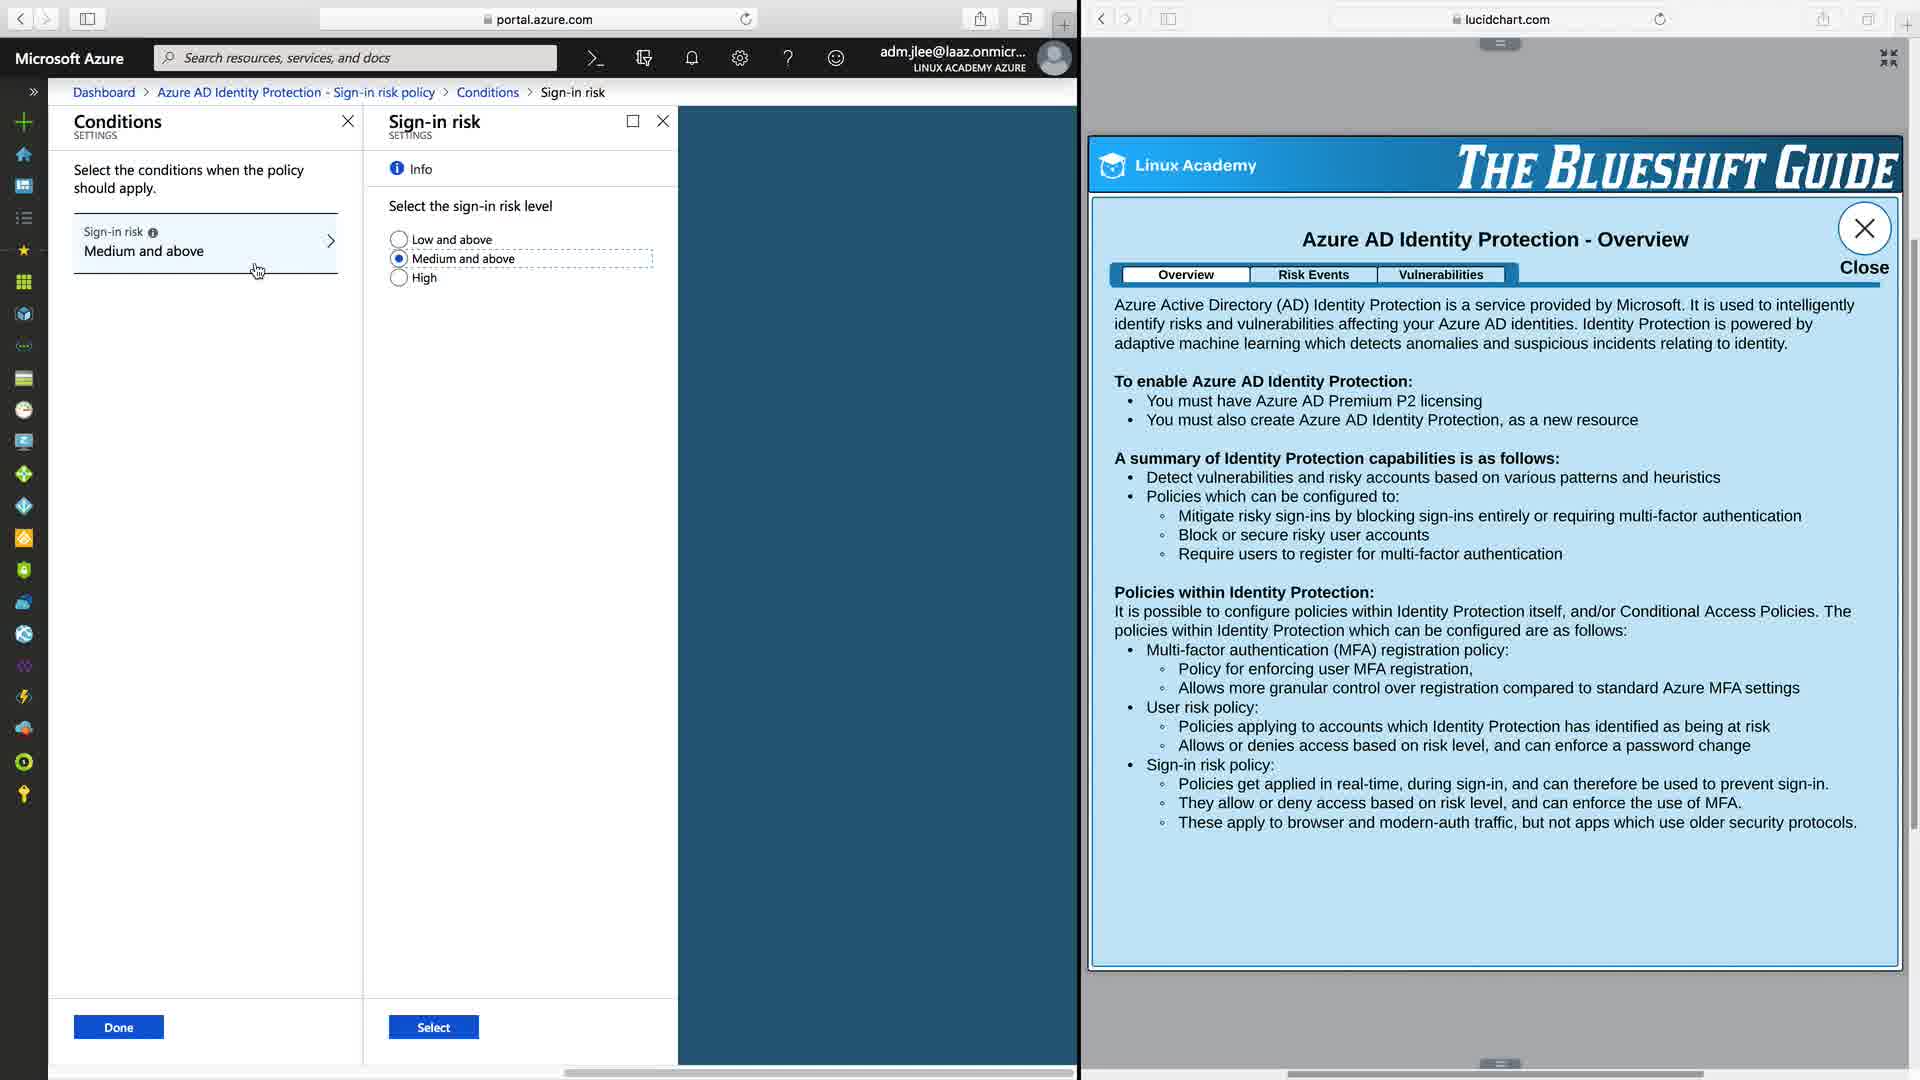 portal.azure.com
Microsoft Azure
Search resources, services, and docs
adm.jlee@laaz.onmicr...
LINUX ACADEMY AZURE
Dashboard > Azure AD Identity Protection - Sign-in risk policy > Conditions > Sign-in risk
Conditions
SETTINGS
Select the conditions when the policy
should apply.
Sign-in risk
Medium and above
Done
Sign-in risk
SETTINGS
Info
Select the sign-in risk level
Low and above
Medium and above
High
Select
lucidchart.com
Linux Academy
THE BLUESHIFT GUIDE
Azure AD Identity Protection - Overview
Close
Overview
Risk Events
Vulnerabilities
Azure Active Directory (AD) Identity Protection is a service provided by Microsoft. It is used to intelligently
identify risks and vulnerabilities affecting your Azure AD identities. Identity Protection is powered by
adaptive machine learning which detects anomalies and suspicious incidents relating to identity.
To enable Azure AD Identity Protection:
• You must have Azure AD Premium P2 licensing
• You must also create Azure AD Identity Protection, as a new resource
A summary of Identity Protection capabilities is as follows:
• Detect vulnerabilities and risky accounts based on various patterns and heuristics
• Policies which can be configured to:
◦ Mitigate risky sign-ins by blocking sign-ins entirely or requiring multi-factor authentication
◦ Block or secure risky user accounts
◦ Require users to register for multi-factor authentication
Policies within Identity Protection:
It is possible to configure policies within Identity Protection itself, and/or Conditional Access Policies. The
policies within Identity Protection which can be configured are as follows:
• Multi-factor authentication (MFA) registration policy:
◦ Policy for enforcing user MFA registration,
◦ Allows more granular control over registration compared to standard Azure MFA settings
• User risk policy:
◦ Policies applying to accounts which Identity Protection has identified as being at risk
◦ Allows or denies access based on risk level, and can enforce a password change
• Sign-in risk policy:
◦ Policies get applied in real-time, during sign-in, and can therefore be used to prevent sign-in.
◦ They allow or deny access based on risk level, and can enforce the use of MFA.
◦ These apply to browser and modern-auth traffic, but not apps which use older security protocols.